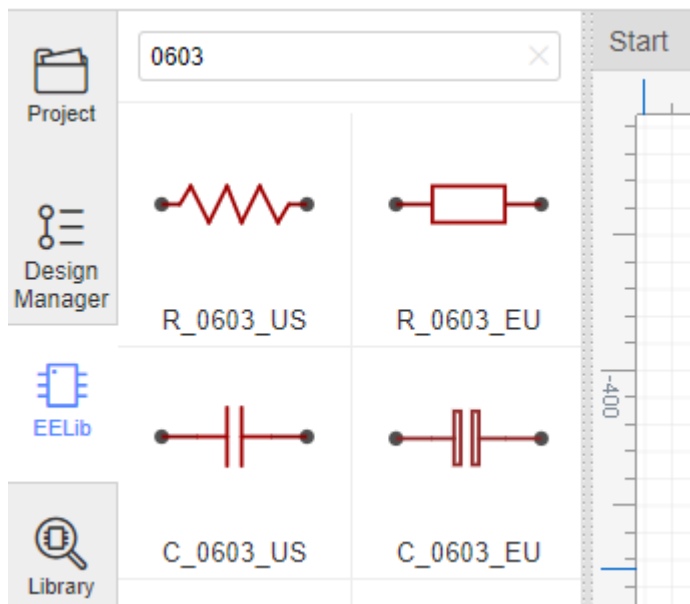 Project
Design
Manager
EELib
Library
0603
R_0603_US
R_0603_EU
C_0603_US
C_0603_EU
Start
-400